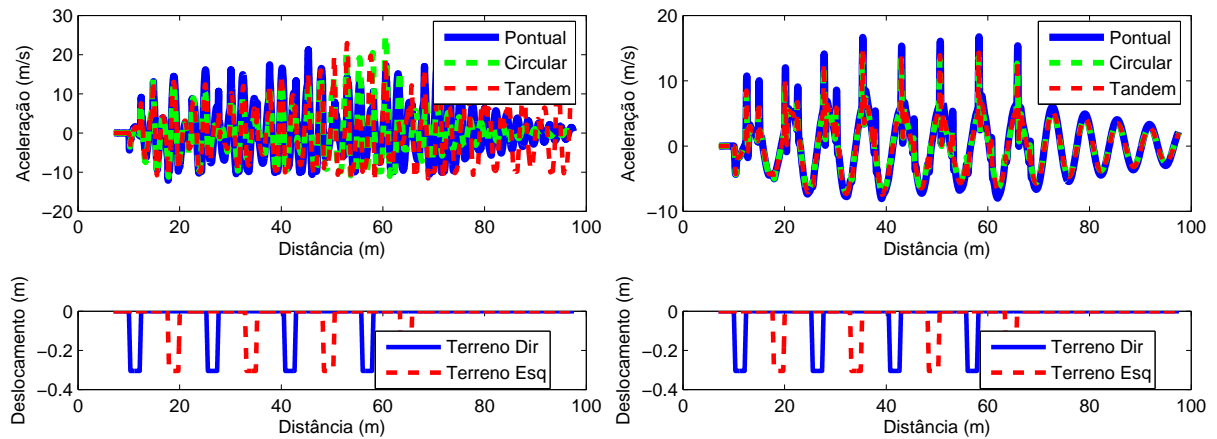 30
20
10
0
−10
−20
0
20
40
60
80
100
Aceleração (m/s)
Distância (m)
Pontual
Circular
Tandem
20
15
10
5
0
−5
−10
0
20
40
60
80
100
Aceleração (m/s)
Distância (m)
Pontual
Circular
Tandem
0
−0.2
−0.4
0
20
40
60
80
100
Deslocamento (m)
Distância (m)
Terreno Dir
Terreno Esq
0
−0.2
−0.4
0
20
40
60
80
100
Deslocamento (m)
Distância (m)
Terreno Dir
Terreno Esq